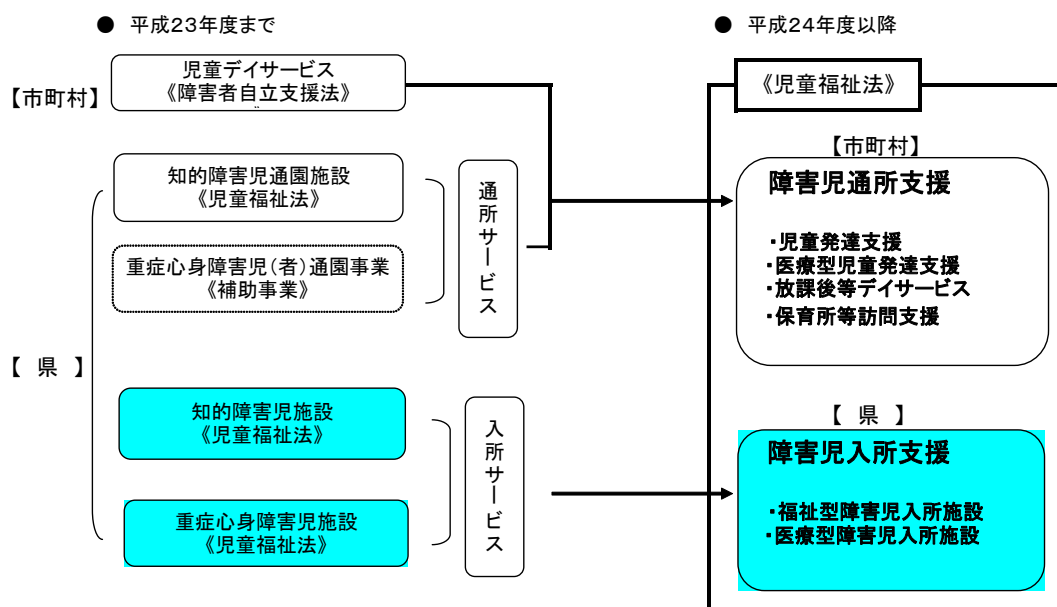 ● 平成23年度まで
【市町村】
児童デイサービス
《障害者自立支援法》
知的障害児通園施設
《児童福祉法》
重症心身障害児(者)通園事業
《補助事業》
通所サービス
【 県 】
知的障害児施設
《児童福祉法》
重症心身障害児施設
《児童福祉法》
入所サービス
● 平成24年度以降
《児童福祉法》
【市町村】
障害児通所支援
・児童発達支援
・医療型児童発達支援
・放課後等デイサービス
・保育所等訪問支援
【 県 】
障害児入所支援
・福祉型障害児入所施設
・医療型障害児入所施設